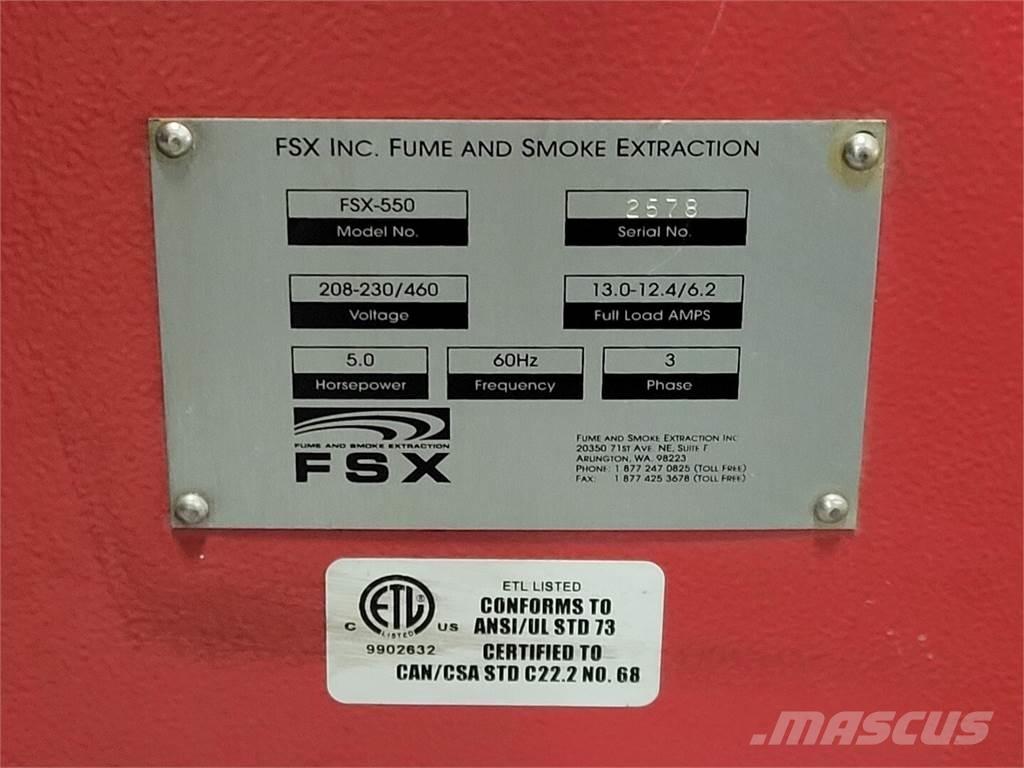 FSX INC. FUME AND SMOKE EXTRACTION
FSX-550
Model No.
2578
Serial No.
208-230/460
Voltage
13.0-12.4/6.2
Full Load AMPS
5.0
Horsepower
60Hz
Frequency
3
Phase
FUME AND SMOKE EXTRACTION
FSX
FUME AND SMOKE EXTRACTION INC
20350 71ST AVE. NE, SUITE F
ARLINGTON, WA. 98223
PHONE: 1 877 247 0825 (TOLL FREE)
FAX: 1 877 425 3678 (TOLL FREE)
ETL LISTED
CONFORMS TO
ANSI/UL STD 73
C ETL US
LISTED
9902632
CERTIFIED TO
CAN/CSA STD C22.2 NO. 68
MASCUS